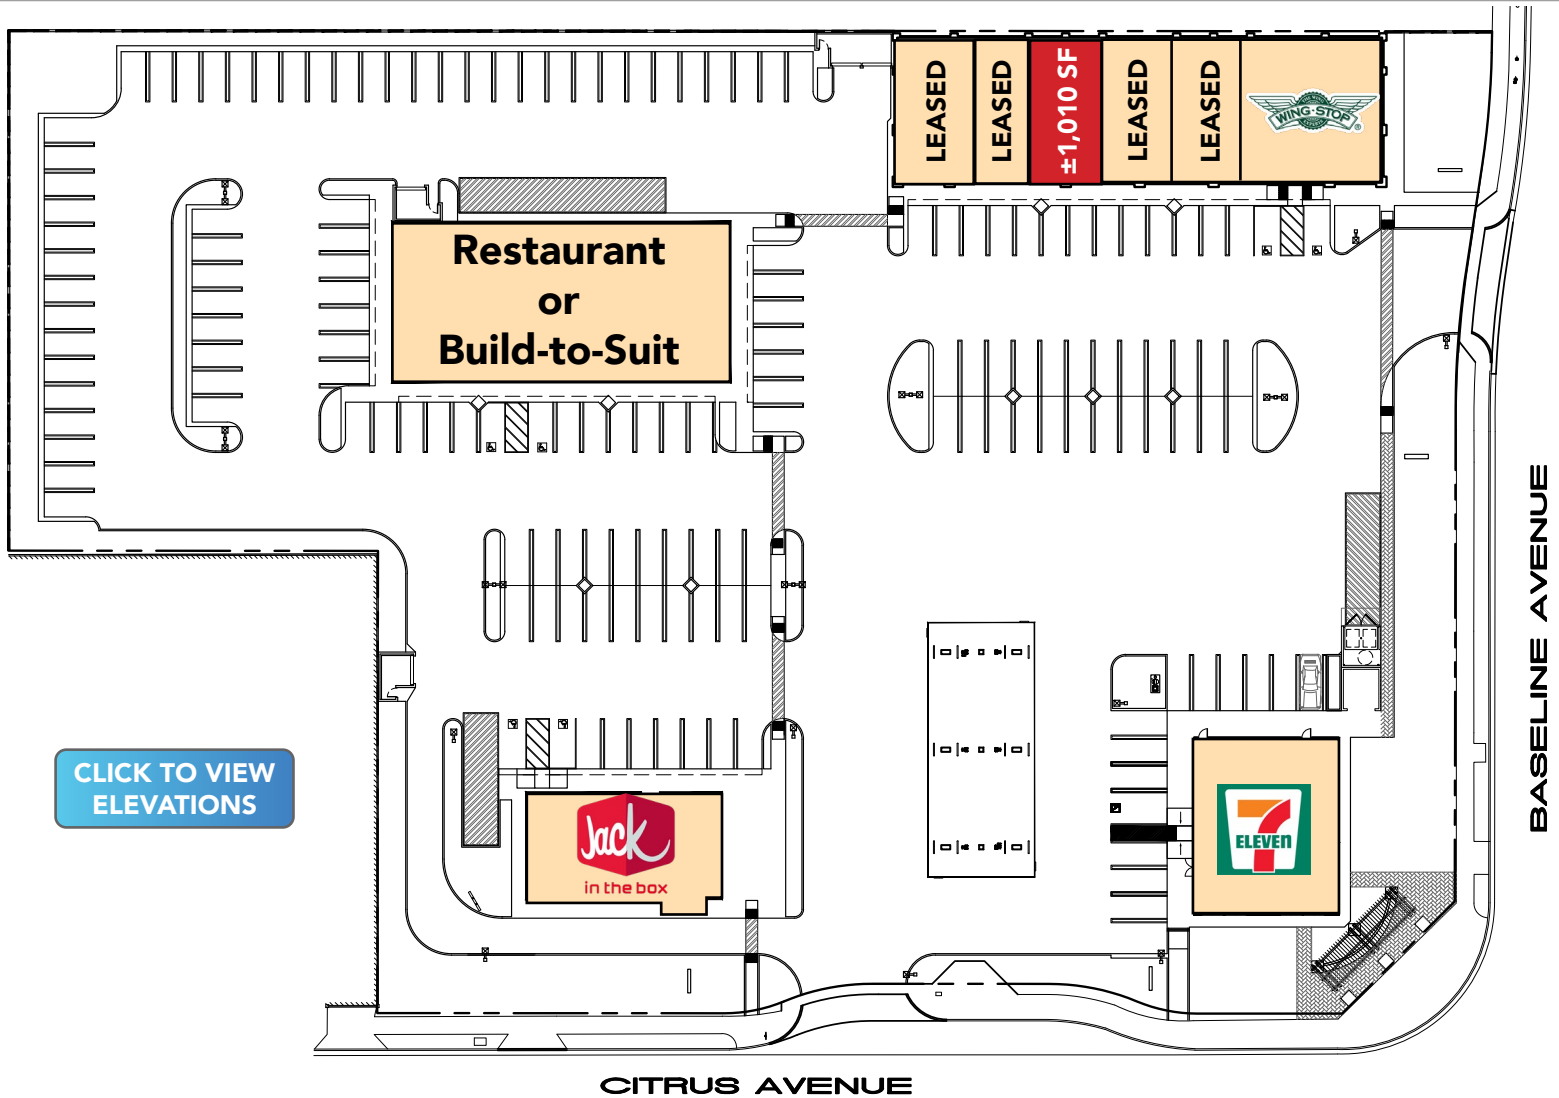 LEASED
LEASED
±1,010 SF
LEASED
LEASED
WING·STOP
Restaurant
or
Build-to-Suit
CLICK TO VIEW
ELEVATIONS
Jack
in the box
7
ELEVEN
BASELINE AVENUE
CITRUS AVENUE